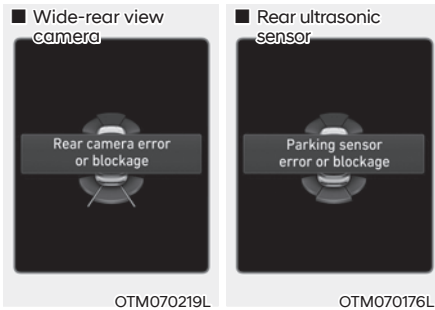 ■ Wide-rear view
camera
Rear camera error
or blockage
OTM070219L
■ Rear ultrasonic
sensor
Parking sensor
error or blockage
OTM070176L